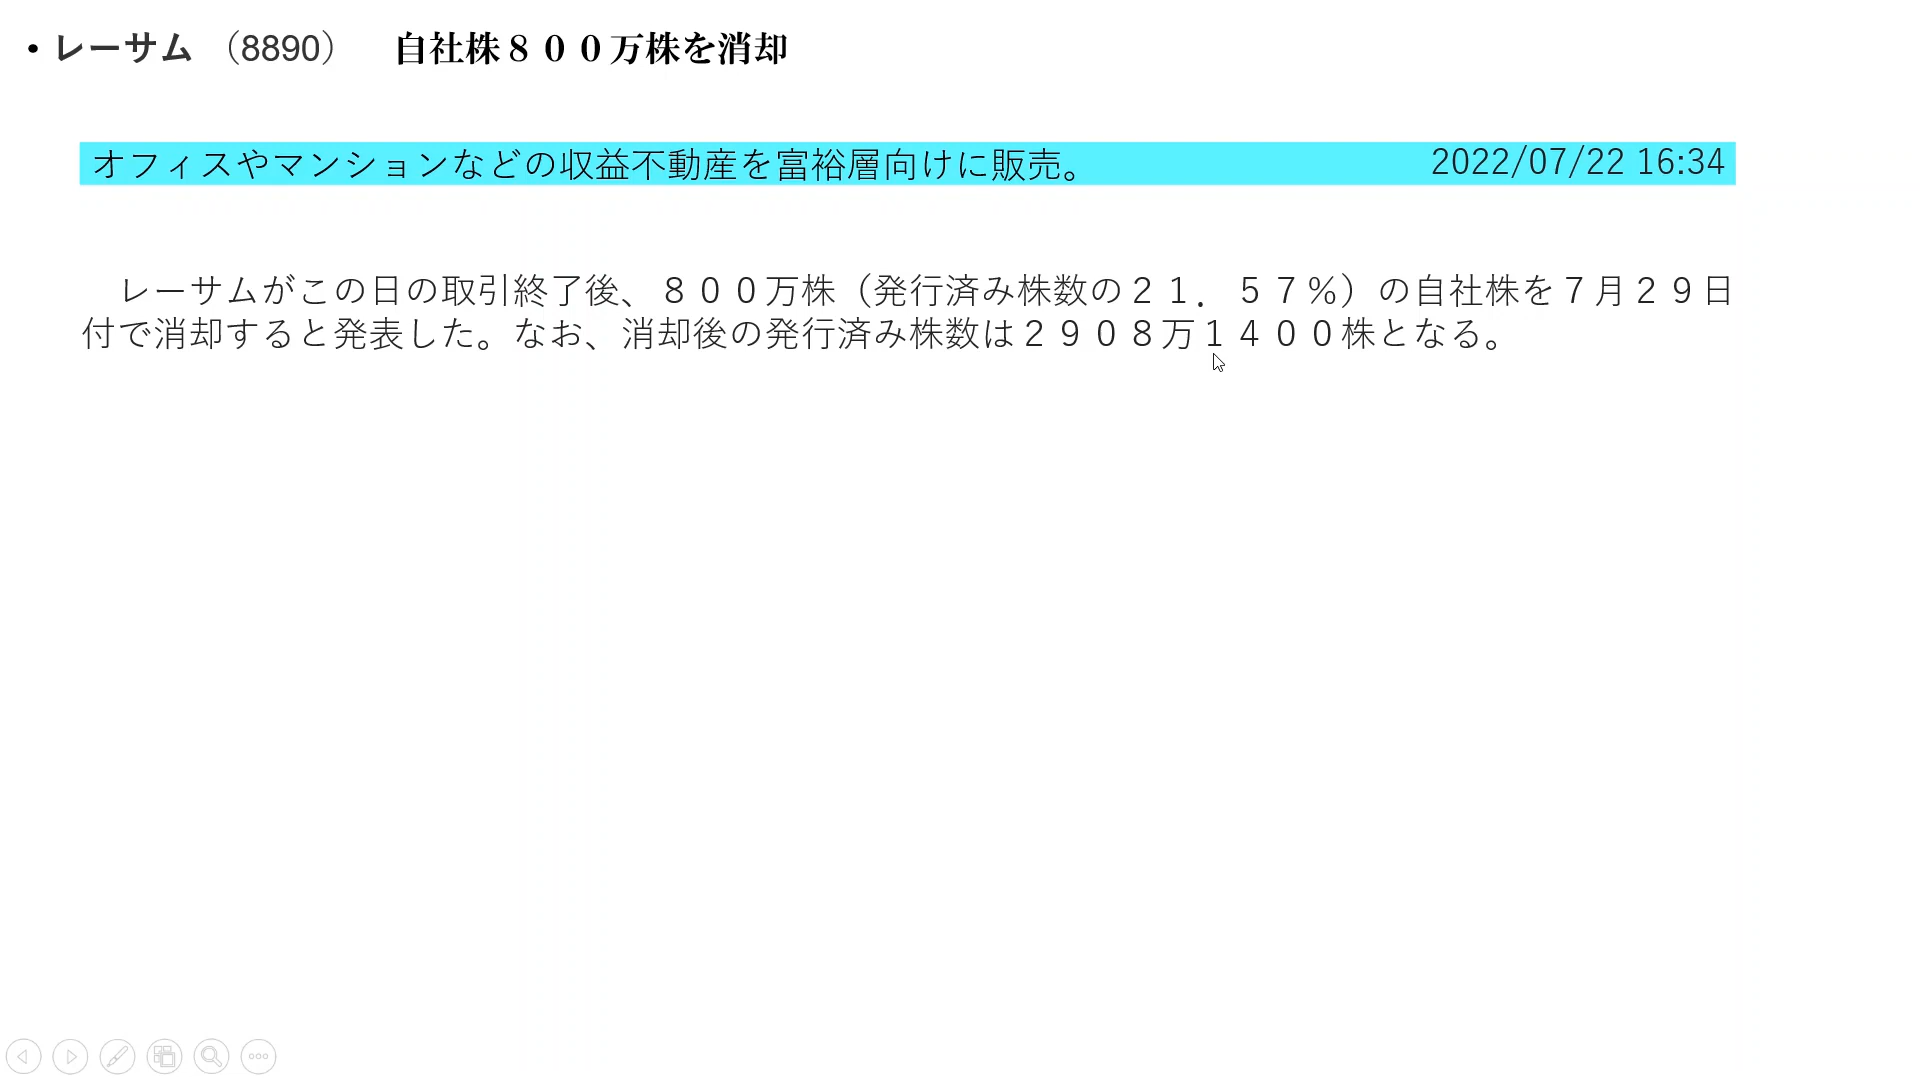 ・レーサム （8890） 自社株８００万株を消却
オフィスやマンションなどの収益不動産を富裕層向けに販売。 2022/07/22 16:34
レーサムがこの日の取引終了後、８００万株（発行済み株数の２１．５７％）の自社株を７月２９日
付で消却すると発表した。なお、消却後の発行済み株数は２９０８万１４００株となる。